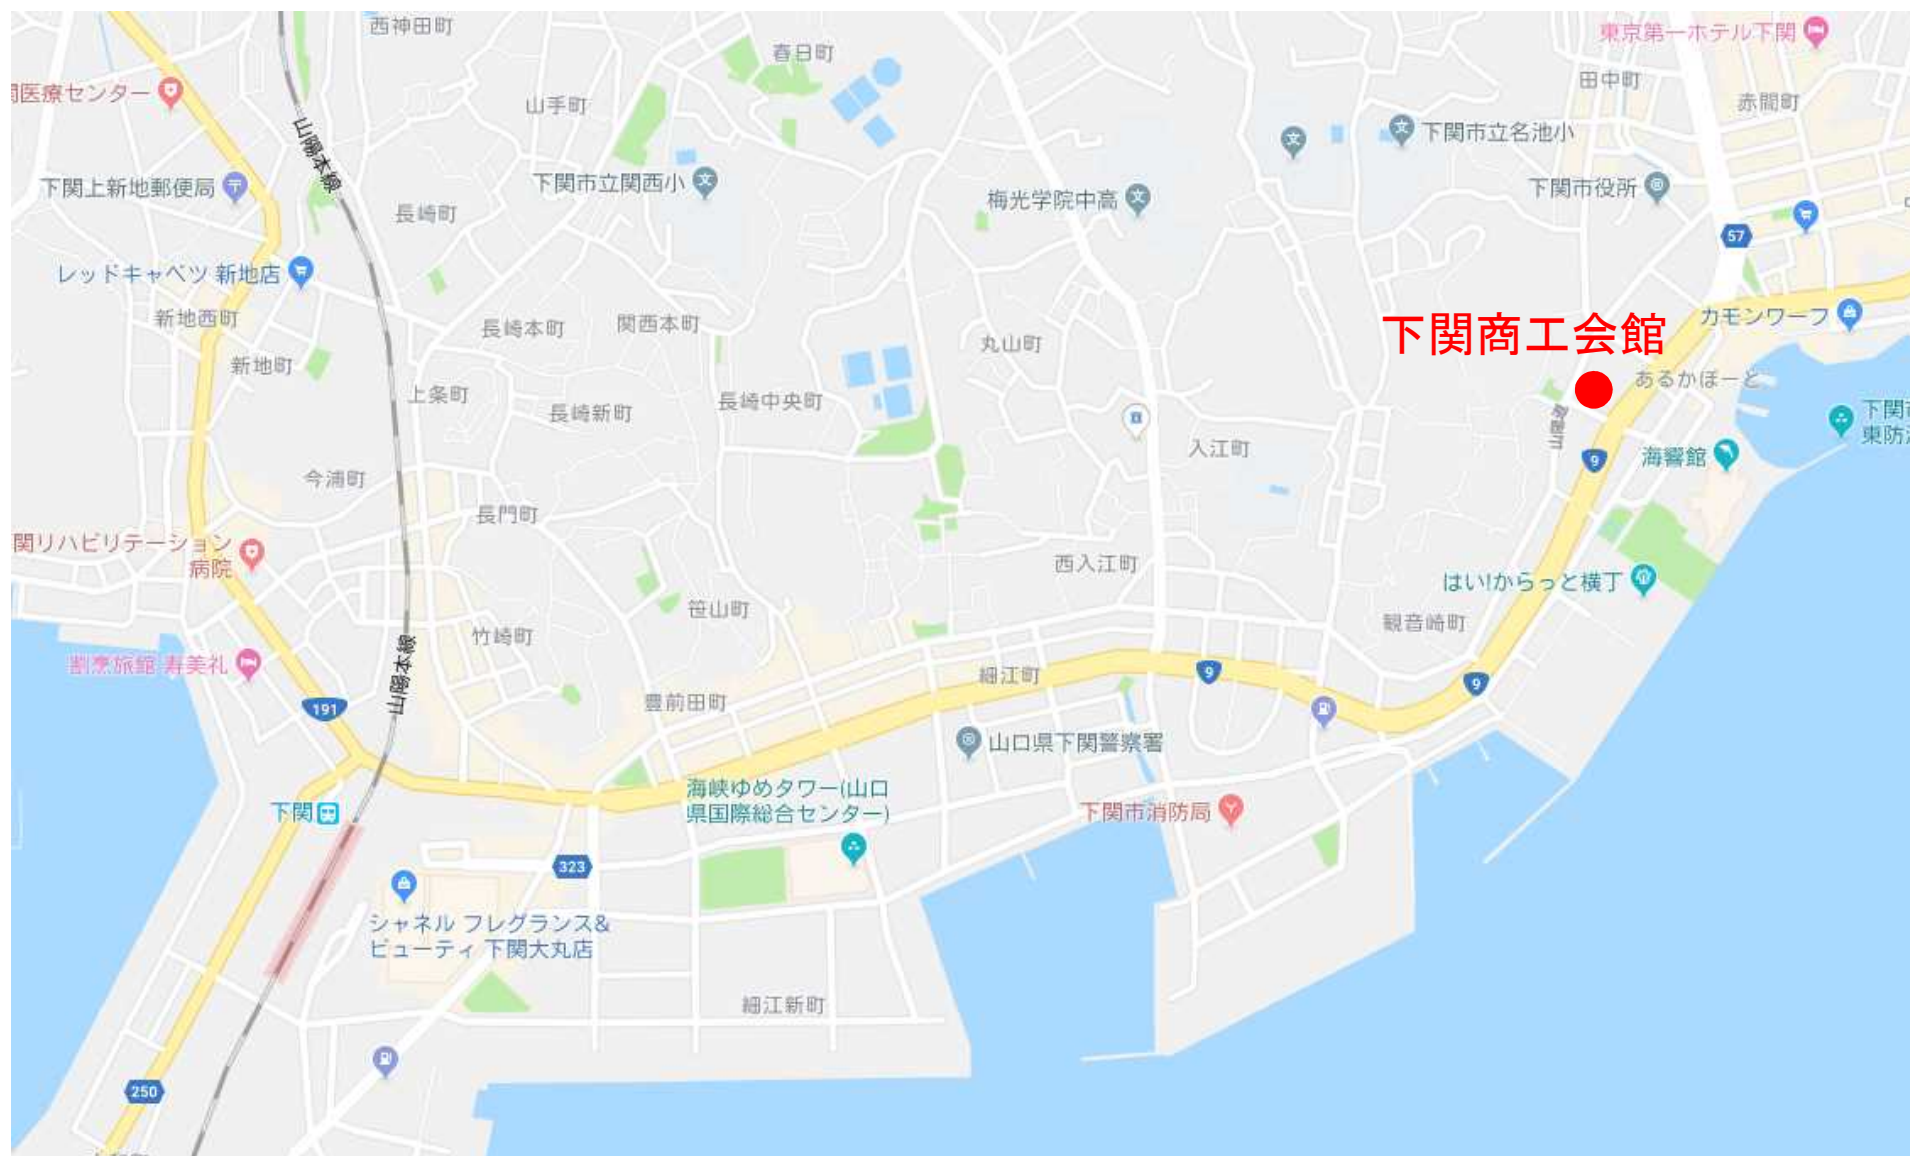 西神田町
春日町
東京第一ホテル下関
田中町
赤間町
関医療センター
山手町
山陽本線
下関市立名池小
下関上新地郵便局
下関市立関西小
梅光学院中高
下関市役所
長崎町
57
レッドキャベツ 新地店
新地西町
長崎本町
関西本町
丸山町
下関商工会館
カモンワーフ
新地町
あるかぽーと
上条町
長崎新町
長崎中央町
下関市
東防波
入江町
9
海響館
今浦町
長門町
関リハビリテーション
病院
西入江町
はい!からっと横丁
笹山町
観音崎町
竹崎町
割烹旅館 寿美礼
山陽本線
細江町
9
9
豊前田町
191
山口県下関警察署
海峡ゆめタワー(山口
県国際総合センター)
下関
下関市消防局
323
シャネル フレグランス&
ビューティ 下関大丸店
細江新町
250